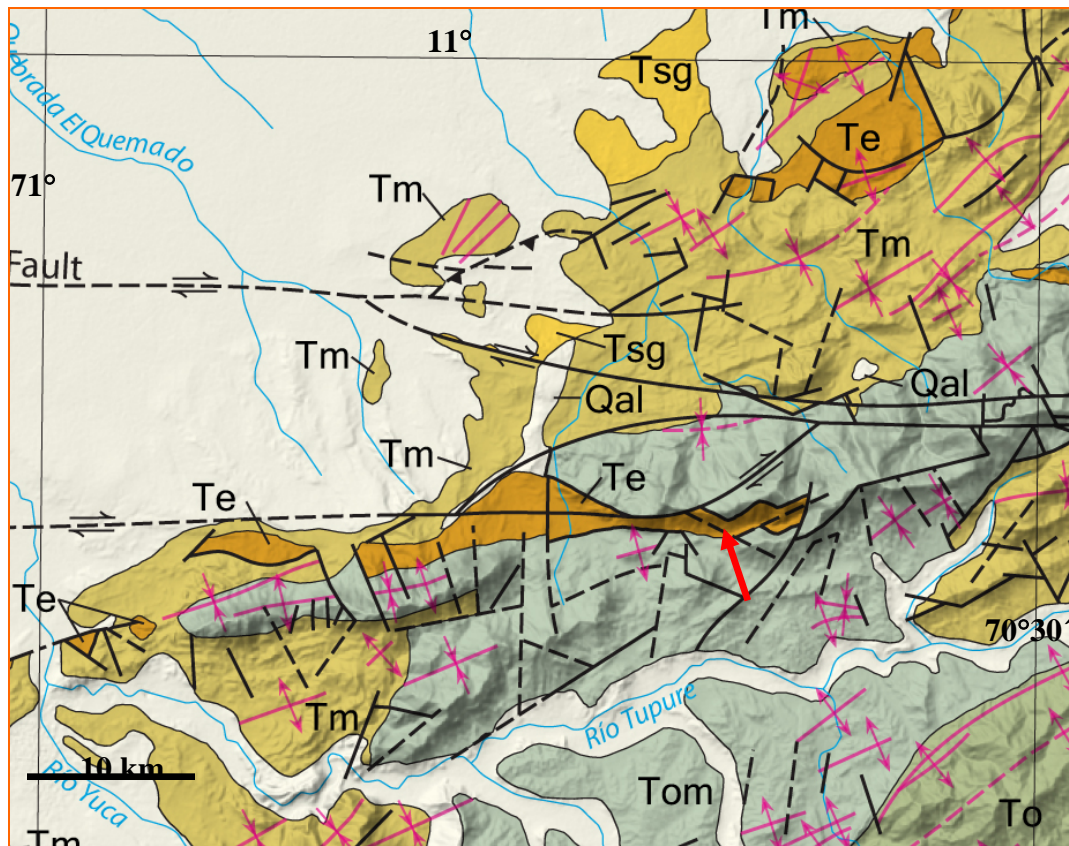 Tm
11°
Tsg
Quebrada El Quemado
Te
71°
Tm
Tm
Fault
Tm
Tsg
Qal
Qal
Tm
Te
Te
Te
70°30'
Tm
Río Tupure
10 km
Río Yuca
Tom
To
Tm